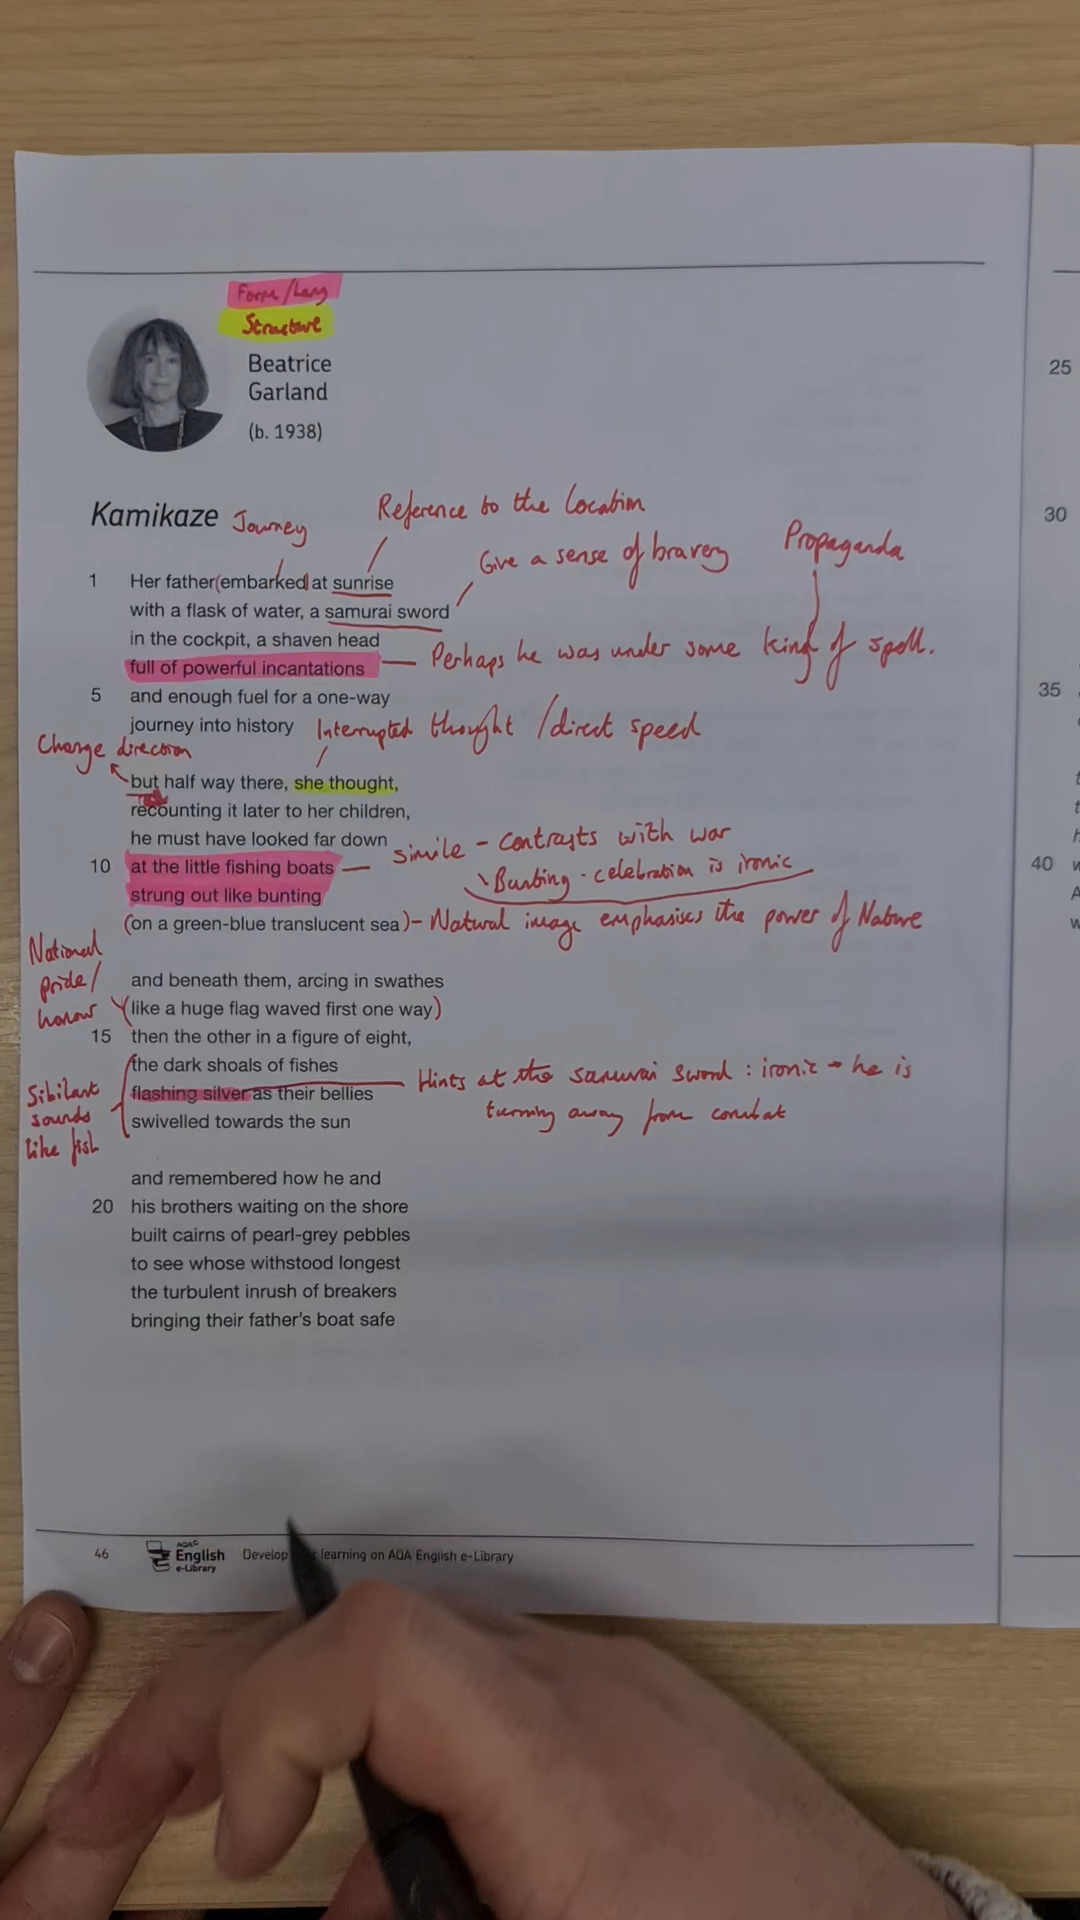 Form/Lang
Structure
Beatrice
Garland
(b. 1938)
Kamikaze
Journey
Reference to the location
Give a sense of bravery
Propaganda
1 Her father (embarked) at sunrise
with a flask of water, a samurai sword
in the cockpit, a shaven head
full of powerful incantations
Perhaps he was under some kind of spell.
5 and enough fuel for a one-way
journey into history
Interrupted thought / direct speed
Change direction
but half way there, she thought,
recounting it later to her children,
he must have looked far down
10 at the little fishing boats
strung out like bunting
simile - contrasts with war
Bunting - celebration is ironic
(on a green-blue translucent sea) - Natural image emphasises the power of Nature
National
pride/
honour
and beneath them, arcing in swathes
(like a huge flag waved first one way)
15 then the other in a figure of eight,
the dark shoals of fishes
flashing silver as their bellies
swivelled towards the sun
Hints at the samurai sword : ironic → he is
turning away from combat
Sibilant
sounds
like fish
and remembered how he and
20 his brothers waiting on the shore
built cairns of pearl-grey pebbles
to see whose withstood longest
the turbulent inrush of breakers
bringing their father's boat safe
46
AQA
English
e-Library
Develop learning on AQA English e-Library
25
30
35
40